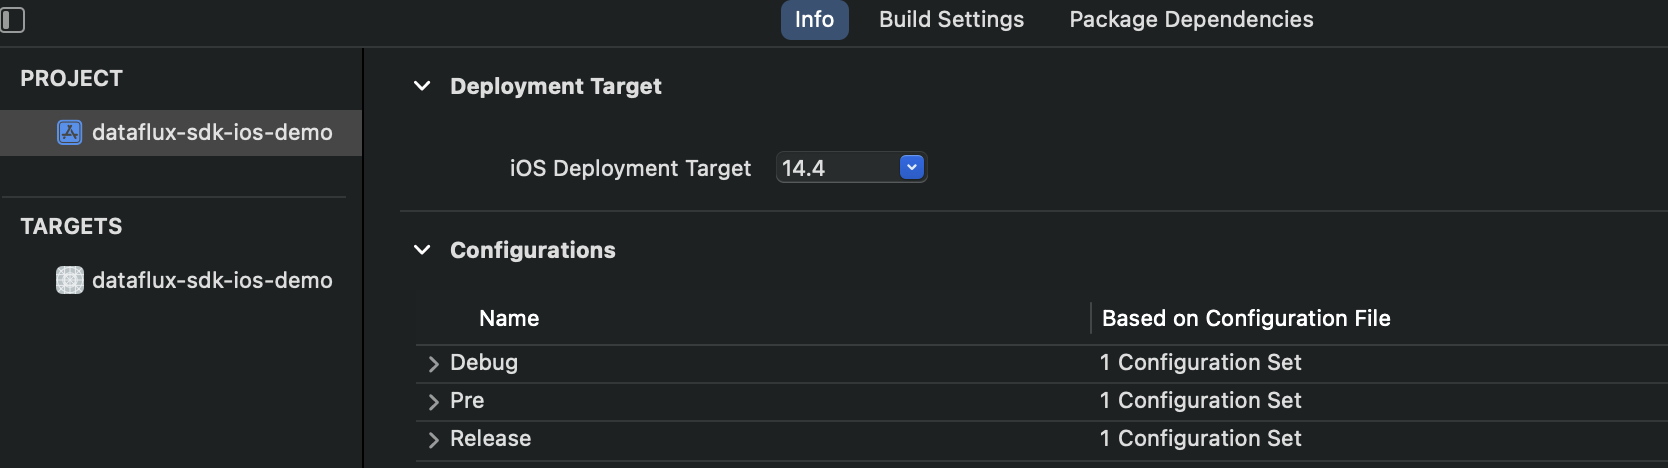 Info Build Settings Package Dependencies
PROJECT
dataflux-sdk-ios-demo
TARGETS
dataflux-sdk-ios-demo
Deployment Target
iOS Deployment Target 14.4
Configurations
Name Based on Configuration File
Debug 1 Configuration Set
Pre 1 Configuration Set
Release 1 Configuration Set